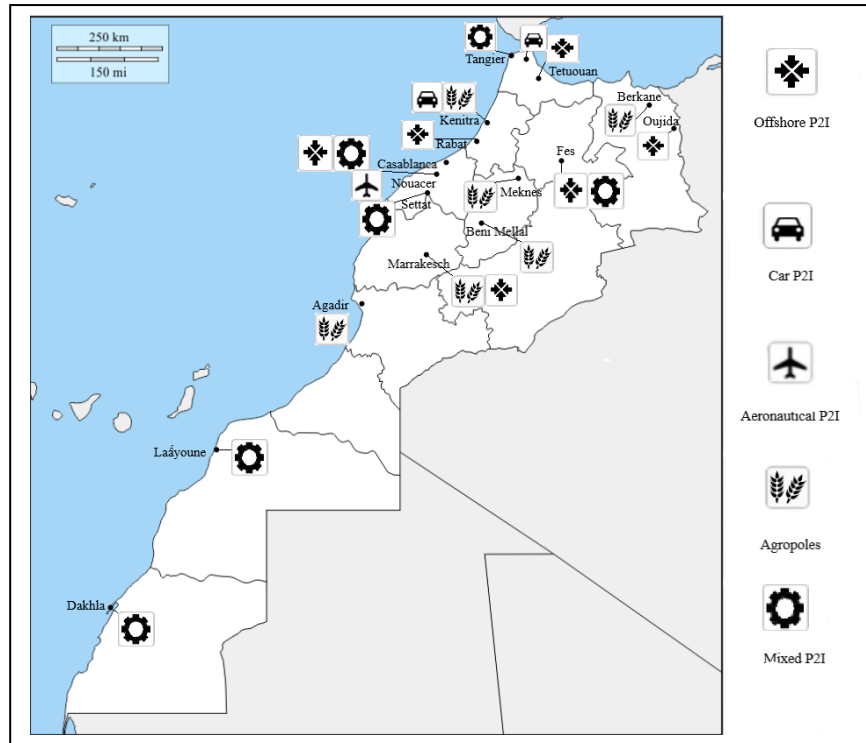 250 km
150 mi
Tangier
Tetuouan
Berkane
Kenitra
Oujida
Rabat
Fes
Casablanca
Nouacer
Meknes
Settat
Beni Mellal
Marrakesch
Agadir
Laâyoune
Dakhla
Offshore P2I
Car P2I
Aeronautical P2I
Agropoles
Mixed P2I